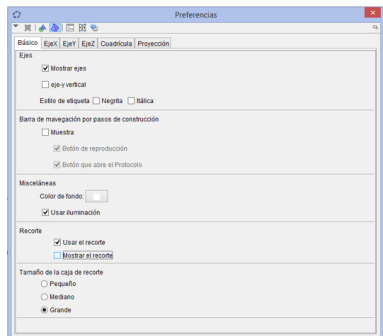 Preferencias
Básico EjeX EjeY EjeZ Cuadrícula Proyección
Ejes
Mostrar ejes
eje-y vertical
Estilo de etiqueta Negrita Itálica
Barra de mavegación por pasos de construcción
Muestra
Botón de reproducción
Botón que abre el Protocolo
Misceláneas
Color de fondo:
Usar iluminación
Recorte
Usar el recorte
Mostrar el recorte
Tamaño de la caja de recorte
Pequeño
Mediano
Grande